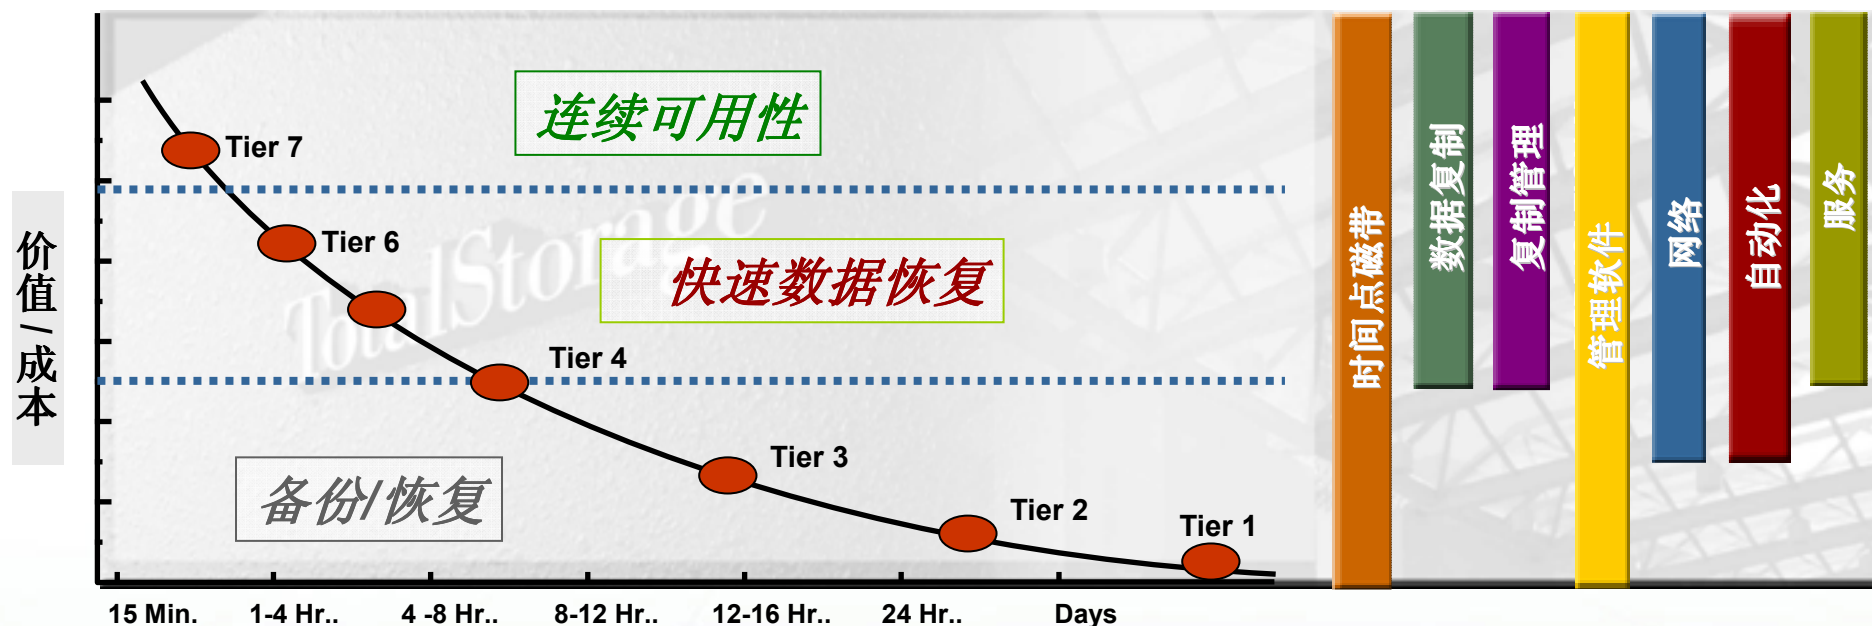 连续可用性
Tier 7
Tier 6
快速数据恢复
TotalStorage
Tier 4
Tier 3
备份/恢复
Tier 2
Tier 1
价值/成本
15 Min.
1-4 Hr..
4 -8 Hr..
8-12 Hr..
12-16 Hr..
24 Hr..
Days
时间点磁带
数据复制
复制管理
管理软件
网络
自动化
服务